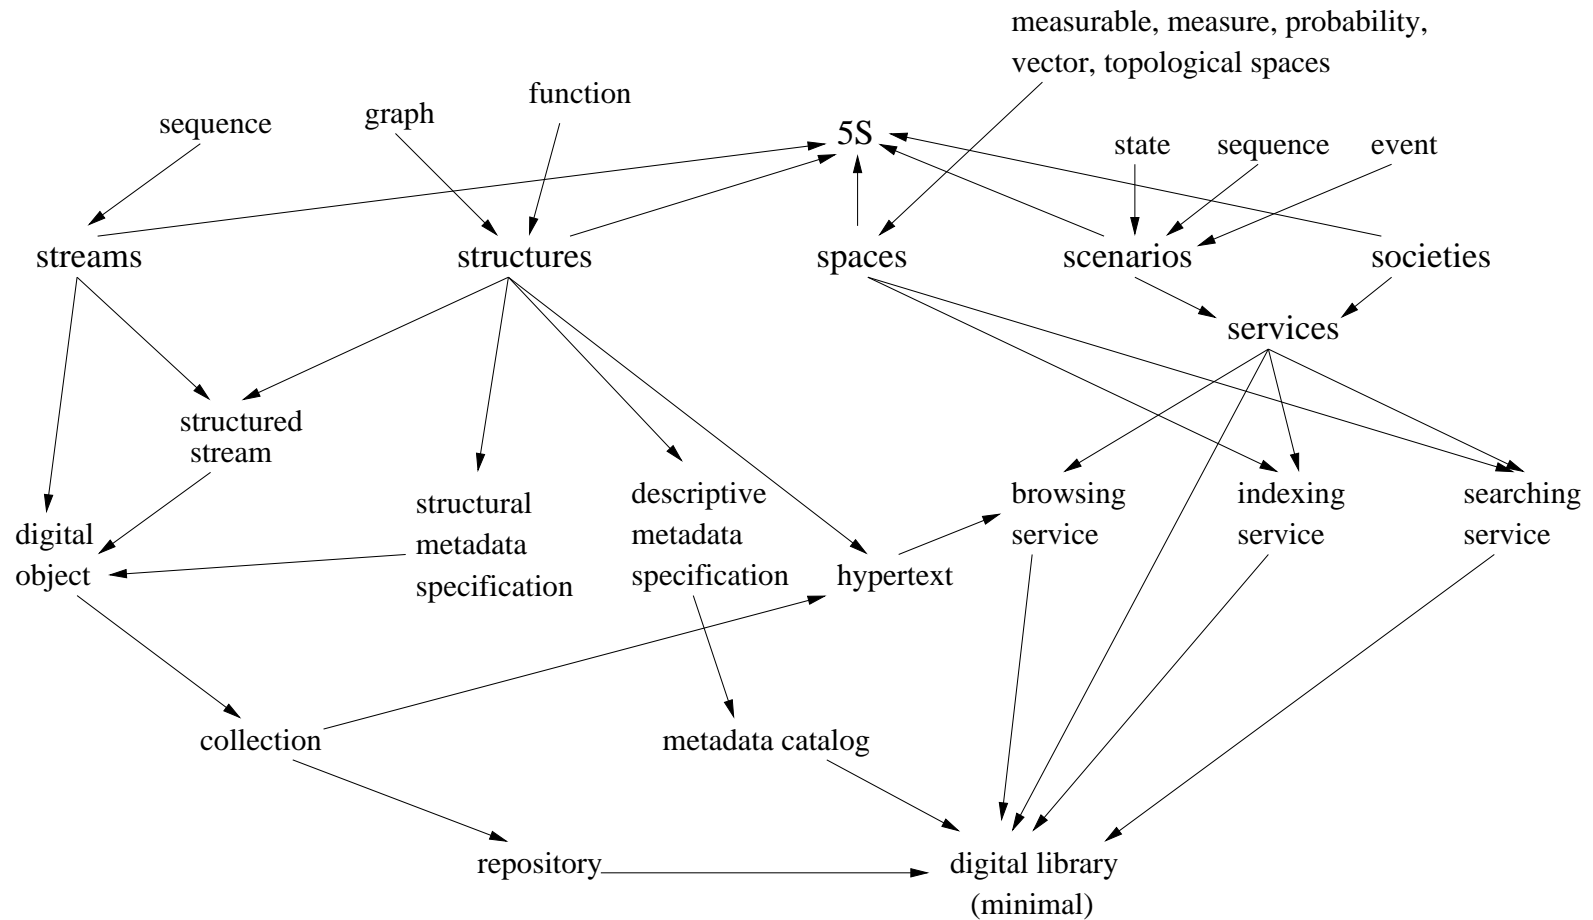 measurable, measure, probability,
vector, topological spaces
function
graph
sequence
5S
state
sequence
event
streams
structures
spaces
scenarios
societies
services
structured
stream
structural
metadata
specification
descriptive
metadata
specification
browsing
service
indexing
service
searching
service
digital
object
hypertext
collection
metadata catalog
repository
digital library
(minimal)